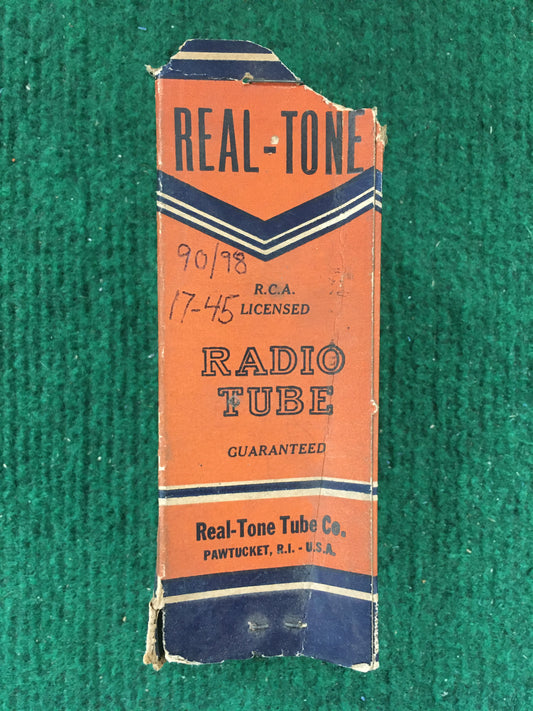 REAL-TONE
90/98
R.C.A.
17-45 LICENSED
RADIO
TUBE
GUARANTEED
Real-Tone Tube Co.
PAWTUCKET, R.I. - U.S.A.